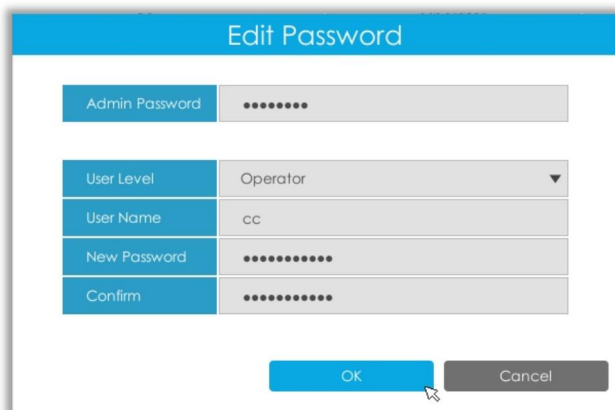 Edit Password
Admin Password ••••••••
User Level Operator
User Name cc
New Password •••••••••••
Confirm •••••••••••
OK Cancel